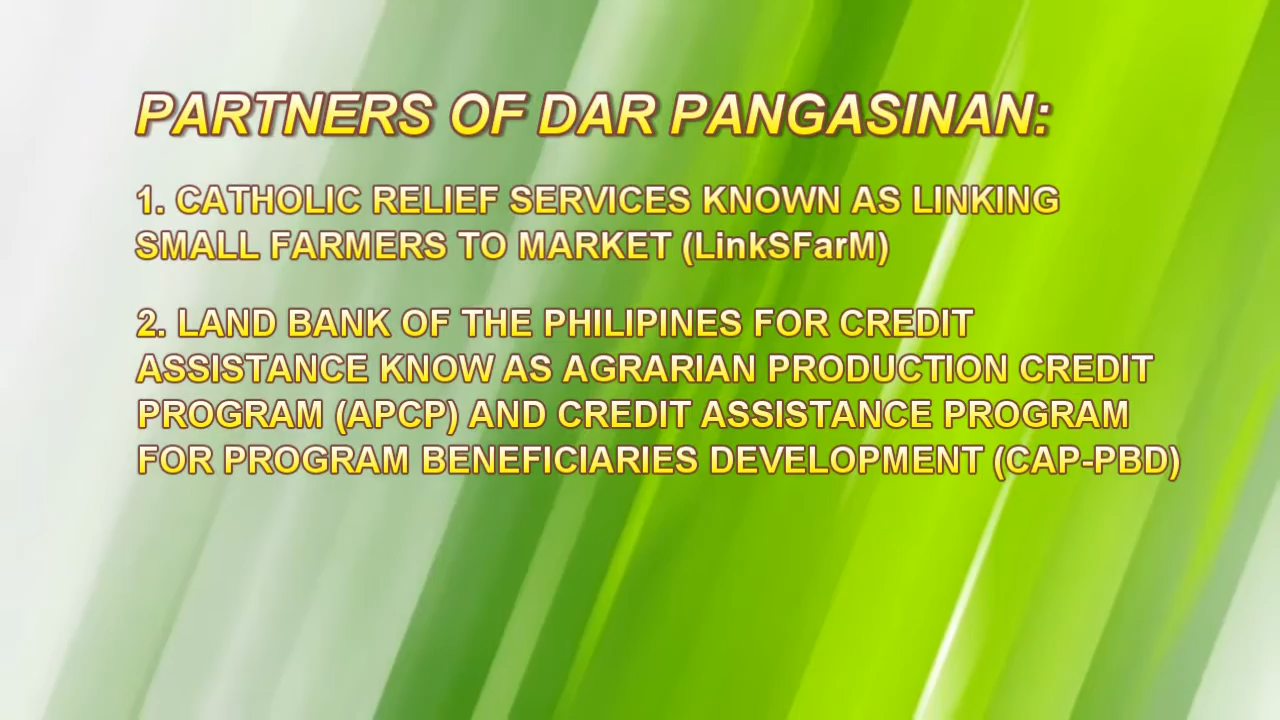 PARTNERS OF DAR PANGASINAN:
1. CATHOLIC RELIEF SERVICES KNOWN AS LINKING
SMALL FARMERS TO MARKET (LinkSFarM)
2. LAND BANK OF THE PHILIPINES FOR CREDIT
ASSISTANCE KNOW AS AGRARIAN PRODUCTION CREDIT
PROGRAM (APCP) AND CREDIT ASSISTANCE PROGRAM
FOR PROGRAM BENEFICIARIES DEVELOPMENT (CAP-PBD)